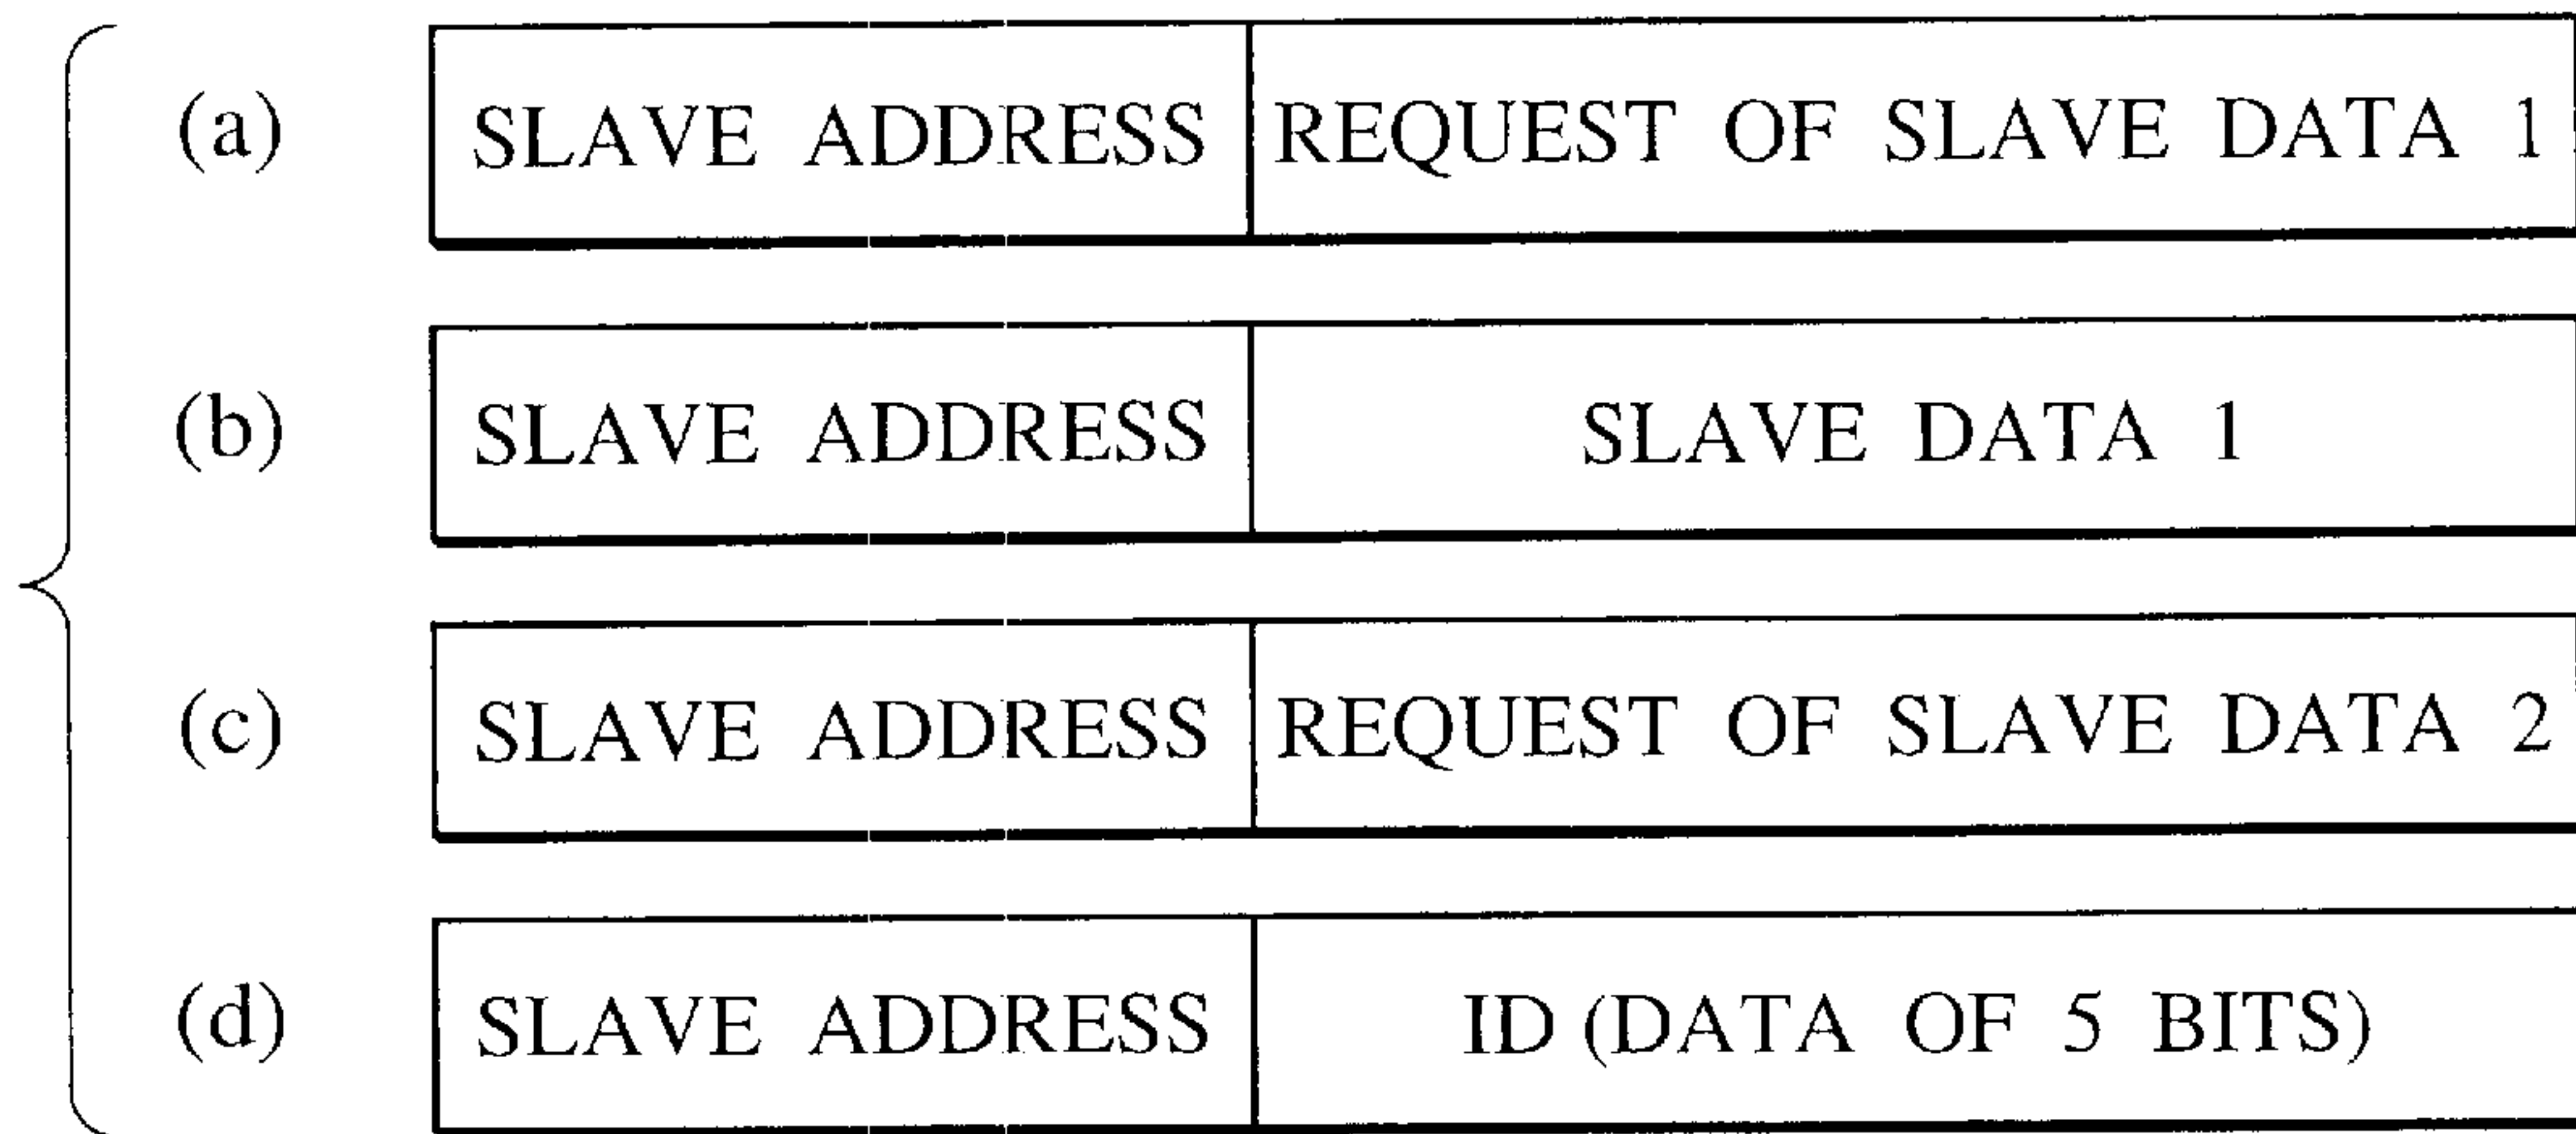 (a) SLAVE ADDRESS REQUEST OF SLAVE DATA 1
(b) SLAVE ADDRESS SLAVE DATA 1
(c) SLAVE ADDRESS REQUEST OF SLAVE DATA 2
(d) SLAVE ADDRESS ID (DATA OF 5 BITS)